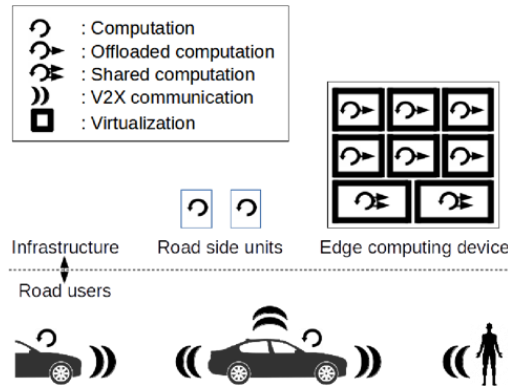 : Computation
: Offloaded computation
: Shared computation
: V2X communication
: Virtualization
Infrastructure Road side units Edge computing device
Road users